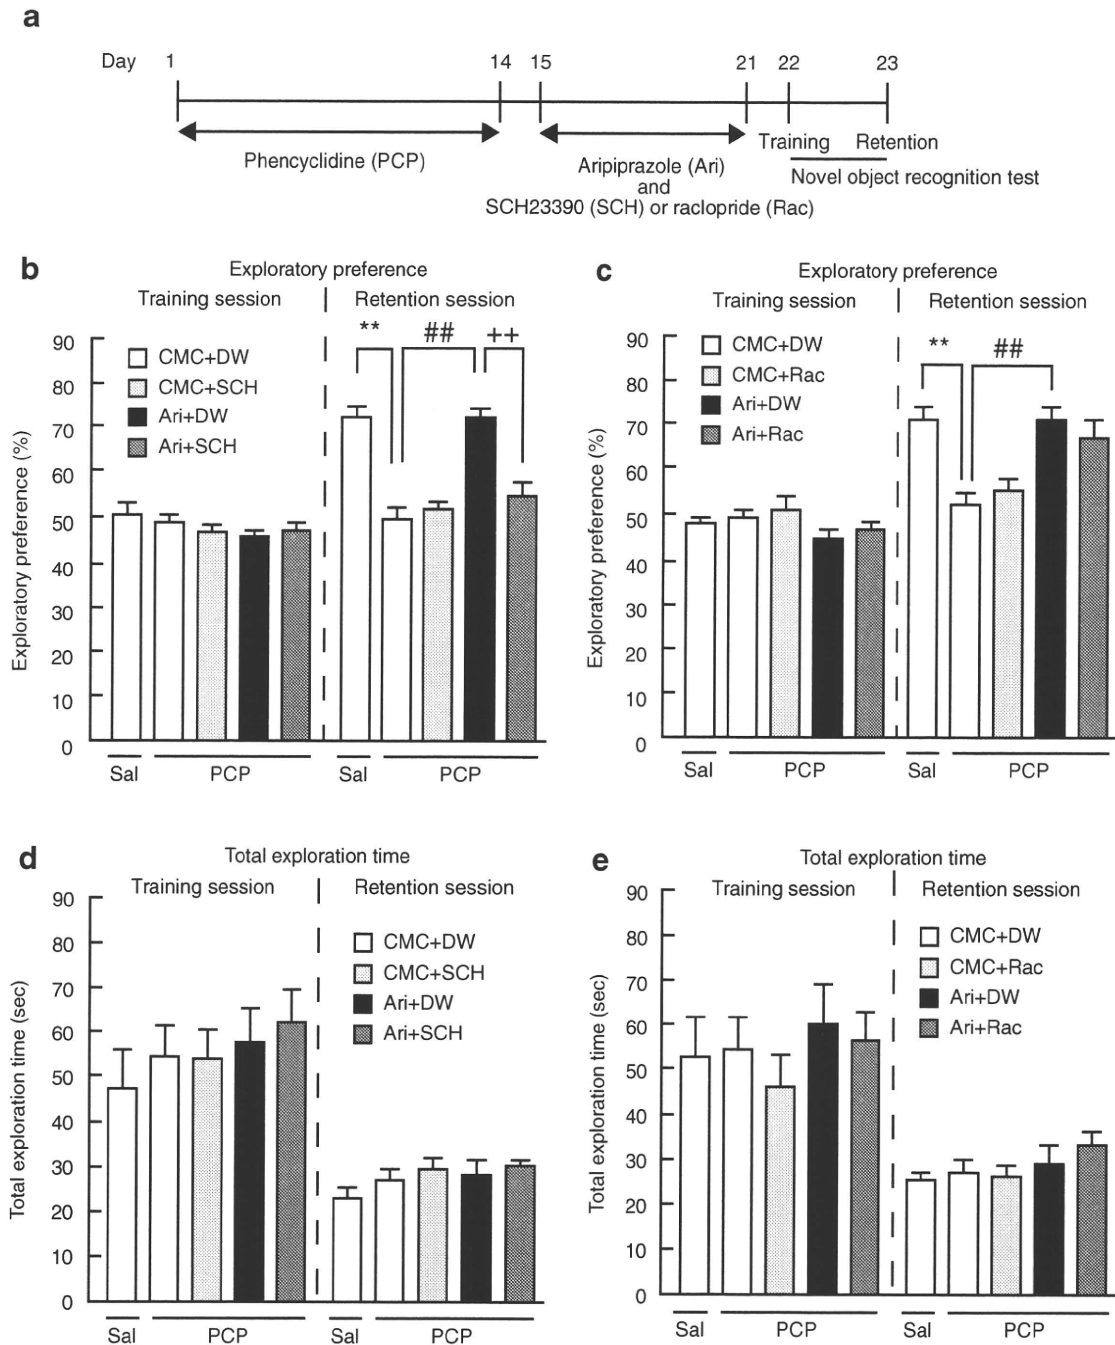 a
Day 1 14 15 21 22 23
Training Retention
Phencyclidine (PCP)
Aripiprazole (Ari)
and
SCH23390 (SCH) or raclopride (Rac)
Novel object recognition test
b
Exploratory preference
Training session
Retention session
** ## ++
CMC+DW
CMC+SCH
Ari+DW
Ari+SCH
Exploratory preference (%)
90
80
70
60
50
40
30
20
10
0
Sal PCP Sal PCP
c
Exploratory preference
Training session
Retention session
** ##
CMC+DW
CMC+Rac
Ari+DW
Ari+Rac
Exploratory preference (%)
90
80
70
60
50
40
30
20
10
0
Sal PCP Sal PCP
d
Total exploration time
Training session
Retention session
CMC+DW
CMC+SCH
Ari+DW
Ari+SCH
Total exploration time (sec)
90
80
70
60
50
40
30
20
10
0
Sal PCP Sal PCP
e
Total exploration time
Training session
Retention session
CMC+DW
CMC+Rac
Ari+DW
Ari+Rac
Total exploration time (sec)
90
80
70
60
50
40
30
20
10
0
Sal PCP Sal PCP